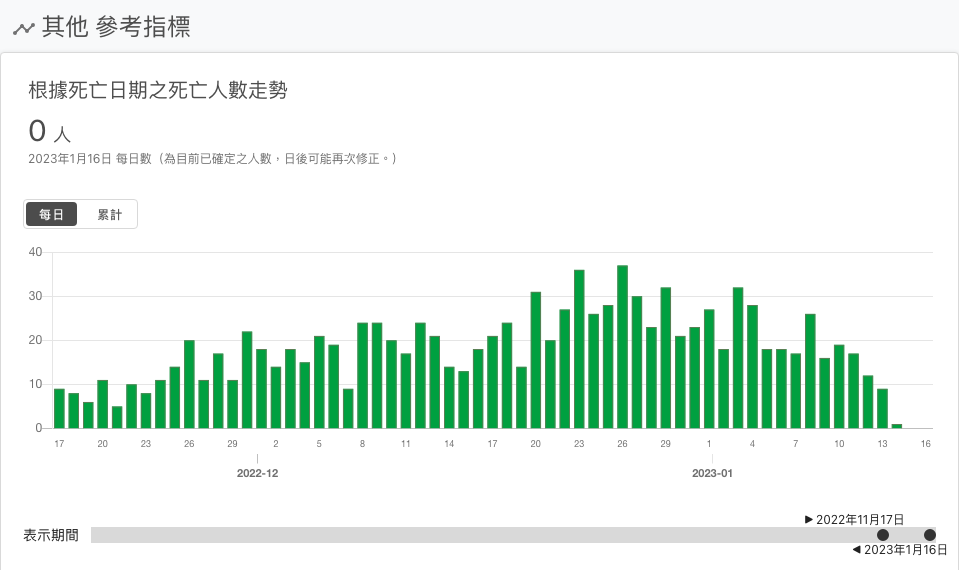 其他 參考指標
根據死亡日期之死亡人數走勢
0 人
2023年1月16日 每日數（為目前已確定之人數，日後可能再次修正。）
每日 累計
40
30
20
10
0
17 20 23 26 29 2 5 8 11 14 17 20 23 26 29 1 4 7 10 13 16
2022-12 2023-01
▶ 2022年11月17日
表示期間
◀ 2023年1月16日